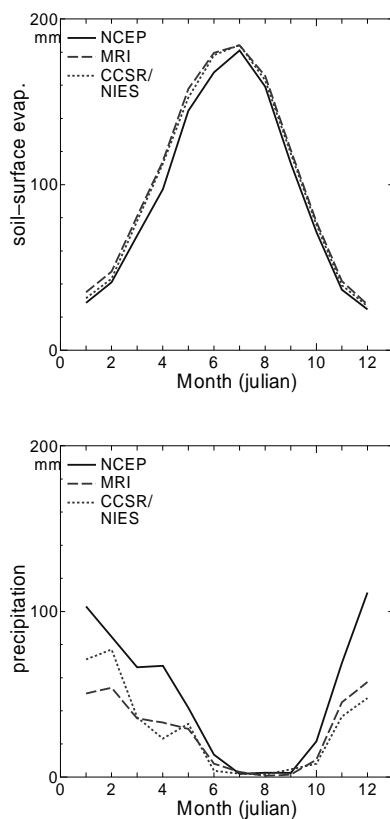 200
mm
NCEP
MRI
CCSR/
NIES
100
0
soil-surface evap.
0 2 4 6 8 10 12
Month (julian)
200
mm
NCEP
MRI
CCSR/
NIES
100
0
precipitation
0 2 4 6 8 10 12
Month (julian)